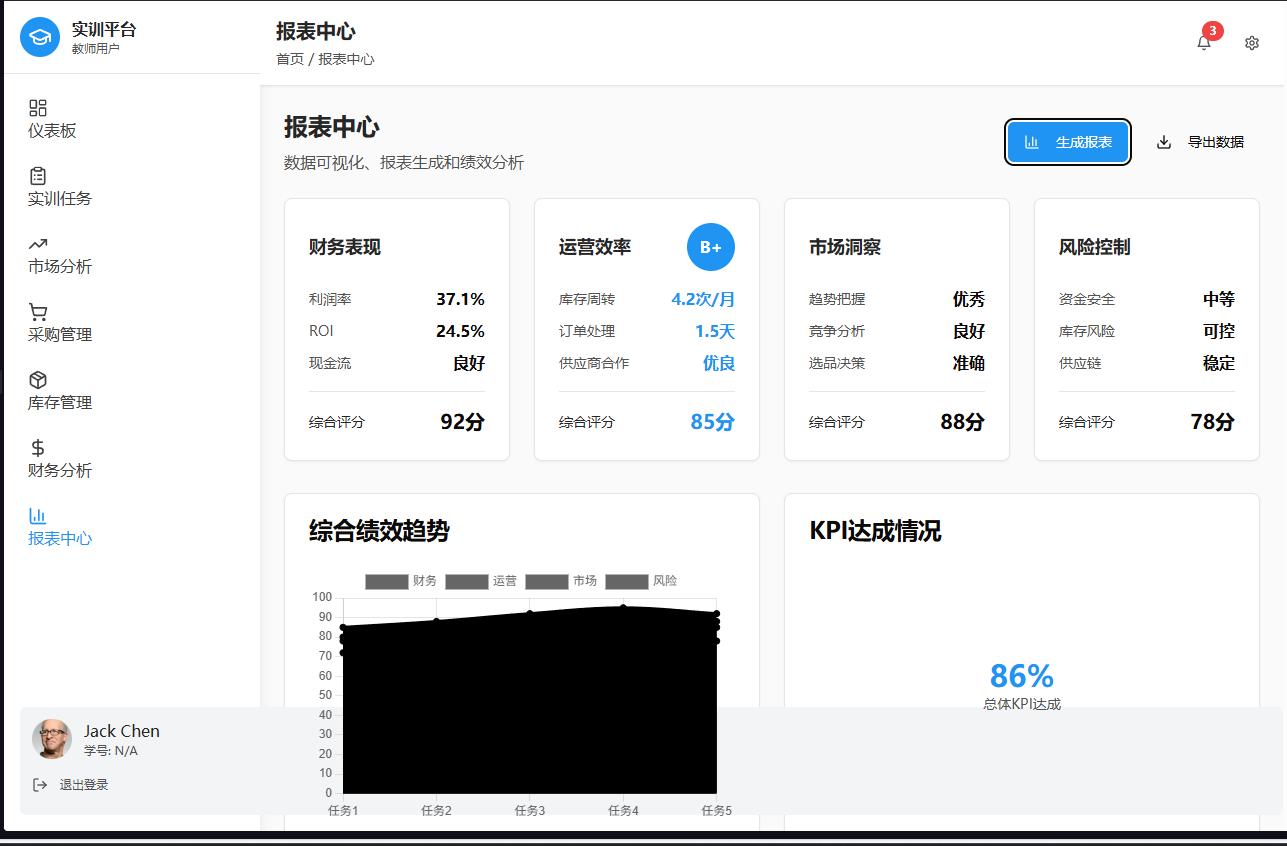 实训平台
教师用户
仪表板
实训任务
市场分析
采购管理
库存管理
财务分析
报表中心
Jack Chen
学号: N/A
退出登录
报表中心
首页 / 报表中心
3
报表中心
数据可视化、报表生成和绩效分析
生成报表
导出数据
财务表现
利润率 37.1%
ROI 24.5%
现金流 良好
综合评分 92分
运营效率 B+
库存周转 4.2次/月
订单处理 1.5天
供应商合作 优良
综合评分 85分
市场洞察
趋势把握 优秀
竞争分析 良好
选品决策 准确
综合评分 88分
风险控制
资金安全 中等
库存风险 可控
供应链 稳定
综合评分 78分
综合绩效趋势
财务 运营 市场 风险
100
90
80
70
60
50
40
30
20
10
0
任务1 任务2 任务3 任务4 任务5
KPI达成情况
86%
总体KPI达成